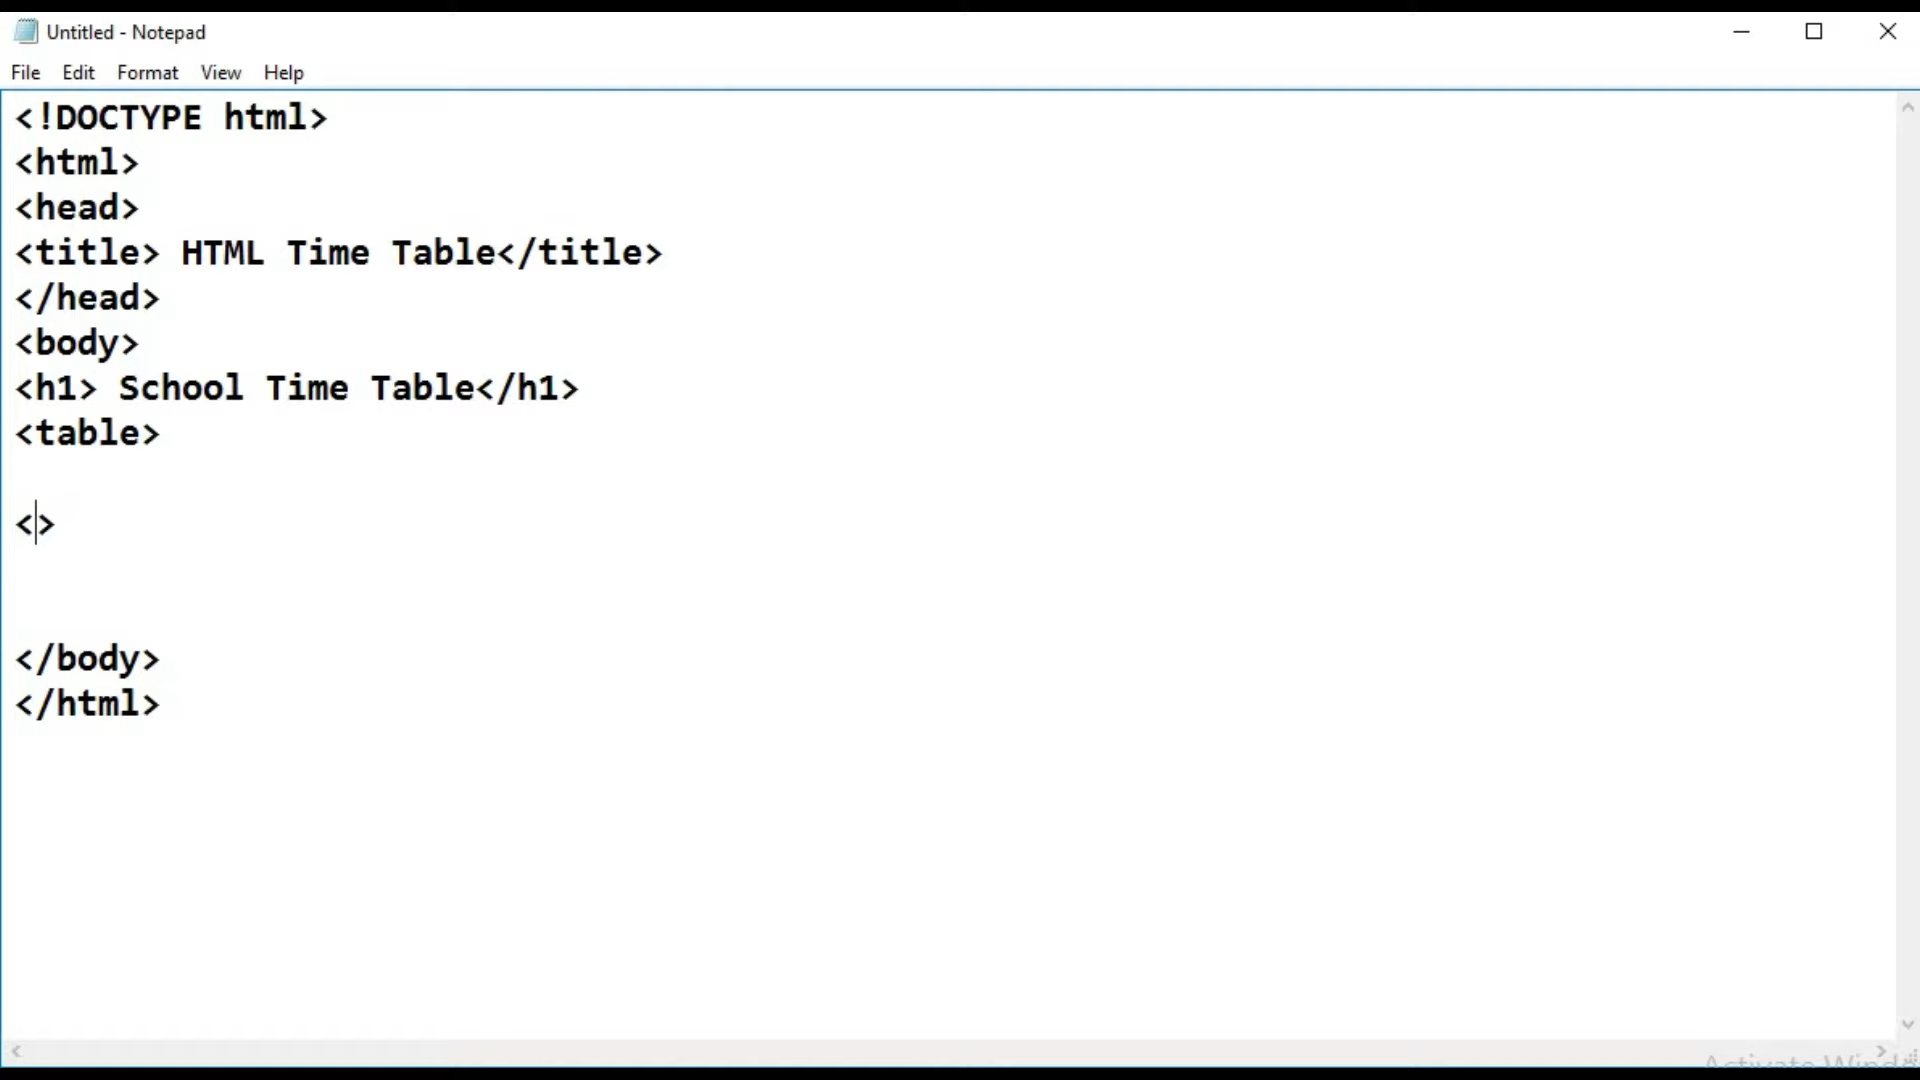 Untitled - Notepad
File Edit Format View Help
<!DOCTYPE html>
<html>
<head>
<title> HTML Time Table</title>
</head>
<body>
<h1> School Time Table</h1>
<table>
<>
</body>
</html>